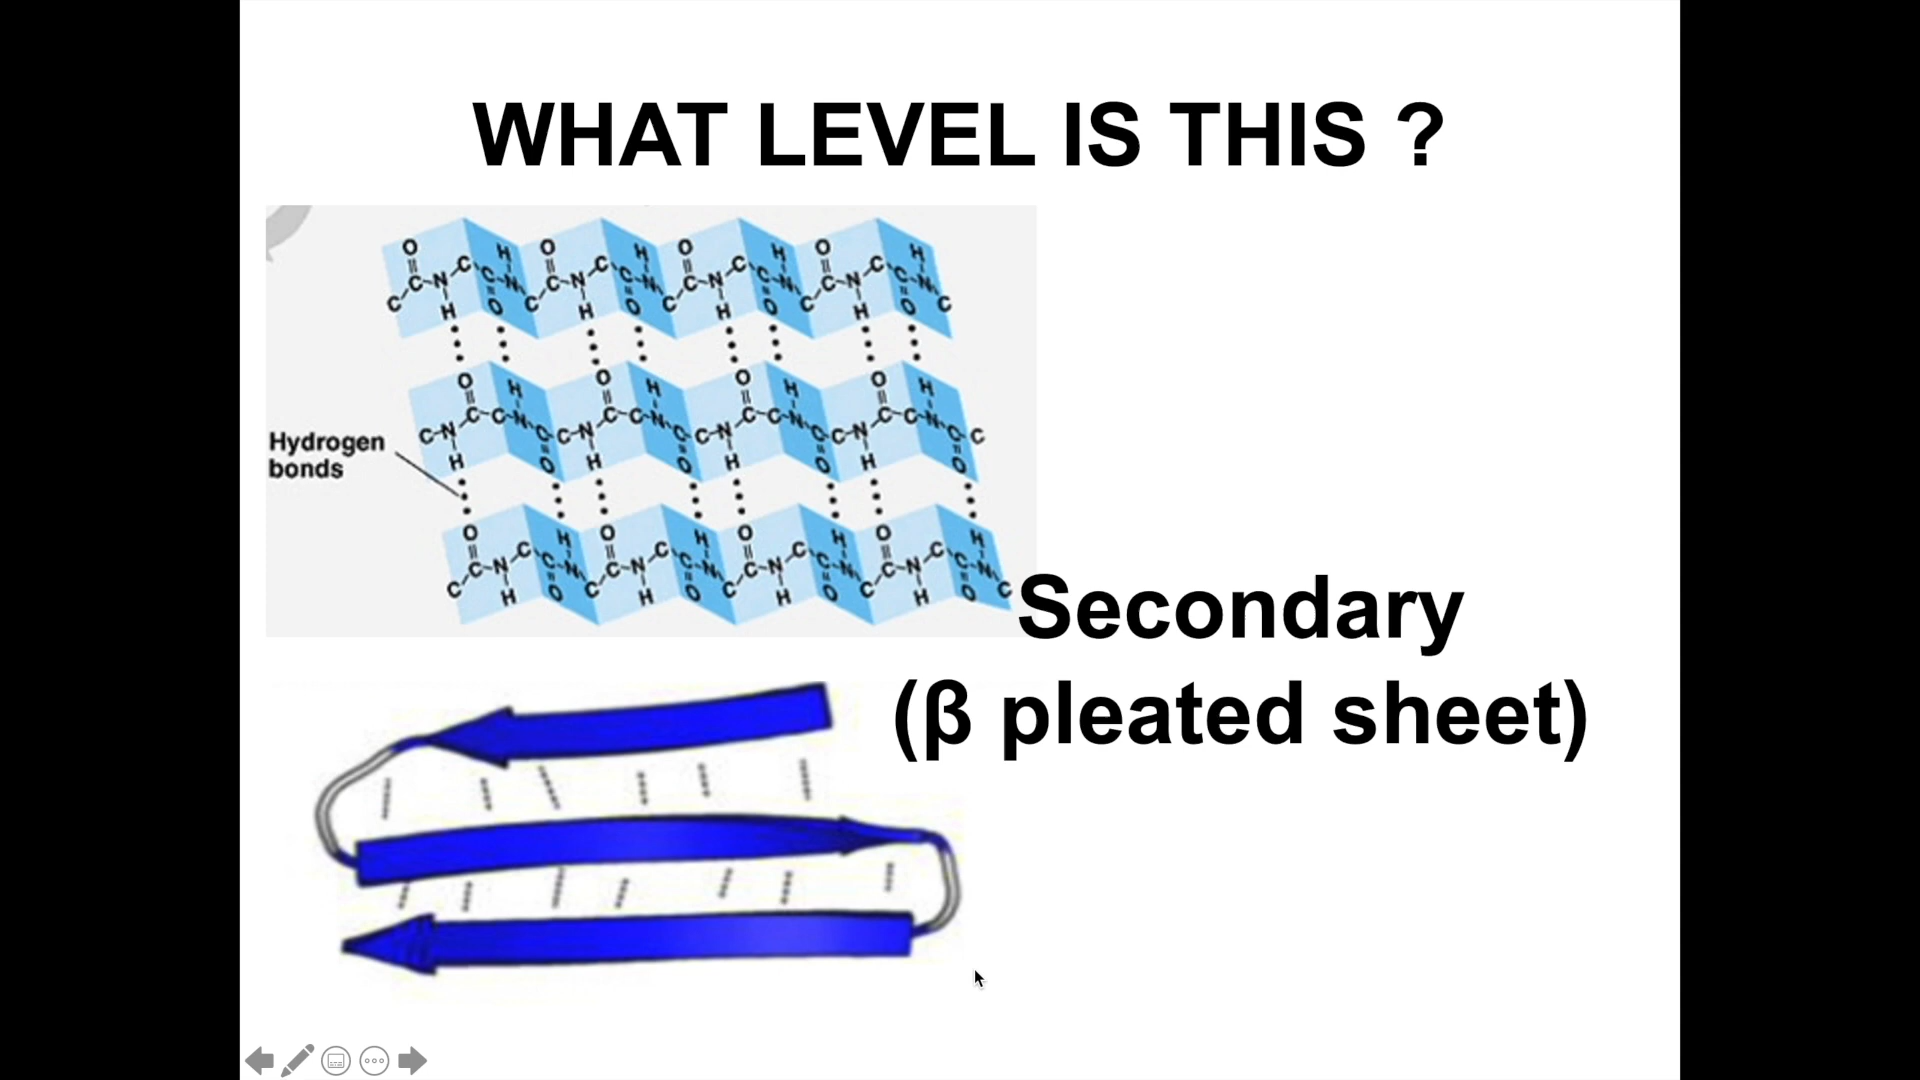 WHAT LEVEL IS THIS ?
O H O H O H O H
C N C C N C N C C N C N C C N C N C C N C
H O H O H O H O
O H O H O H O H
C N C C N C C N C C N C C N C C N C C N C C N C C
H O H O H O H O
Hydrogen
bonds
O H O H O H O H
C C N C C N C C N C C N C C N C C N C C N C C N C
H O H O H O H O
Secondary
(β pleated sheet)